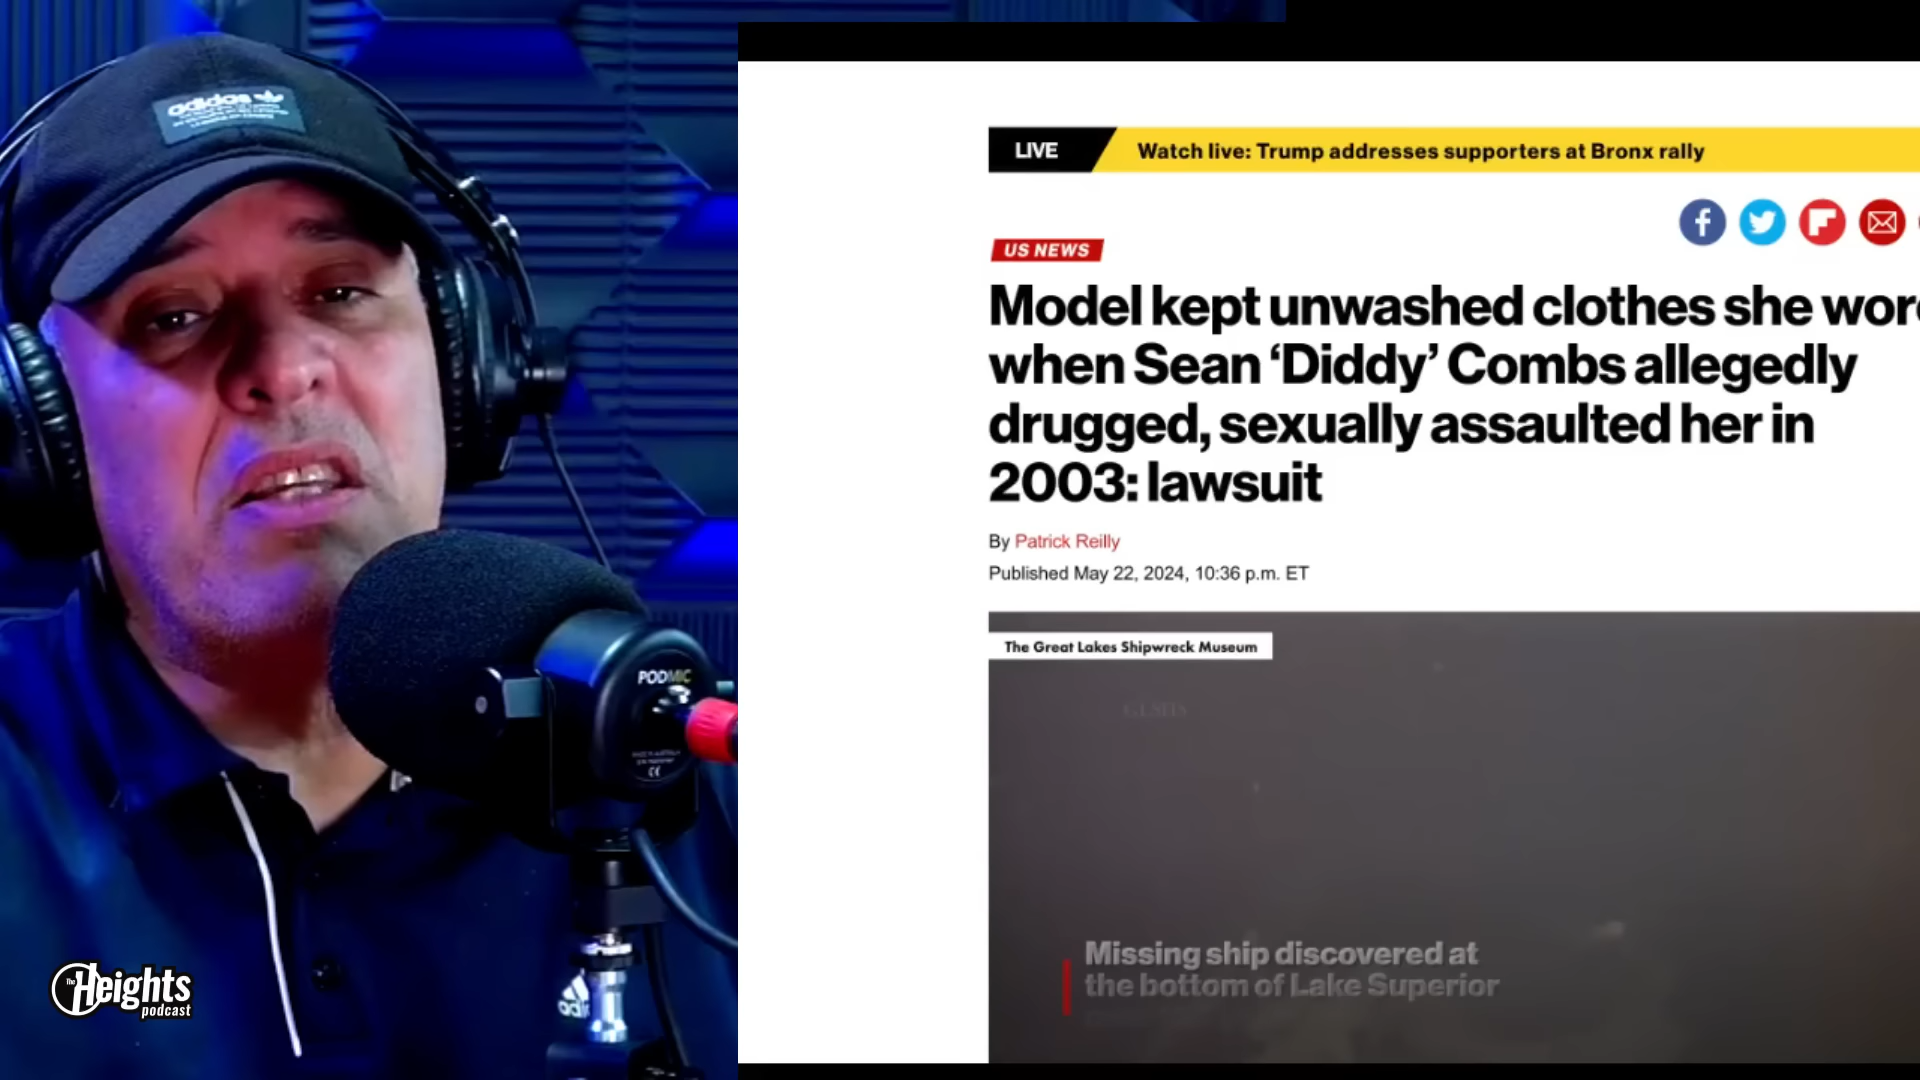 adidas
PODMIC
The Heights
podcast
adi
LIVE
Watch live: Trump addresses supporters at Bronx rally
US NEWS
Model kept unwashed clothes she wor
when Sean ‘Diddy’ Combs allegedly
drugged, sexually assaulted her in
2003: lawsuit
By Patrick Reilly
Published May 22, 2024, 10:36 p.m. ET
The Great Lakes Shipwreck Museum
GLSHS
Missing ship discovered at
the bottom of Lake Superior